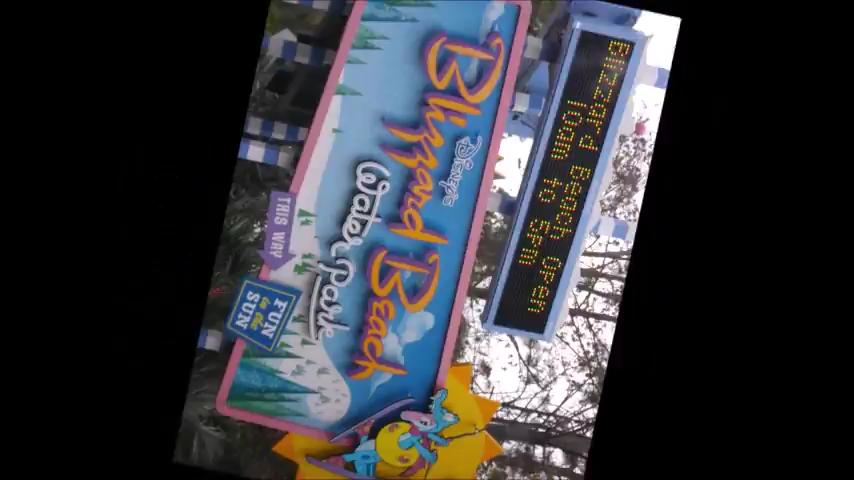 Blizzard Beach Open
10am to 5pm
DISNEY'S
Blizzard Beach
Water Park
THIS WAY
FUN
in the
SUN